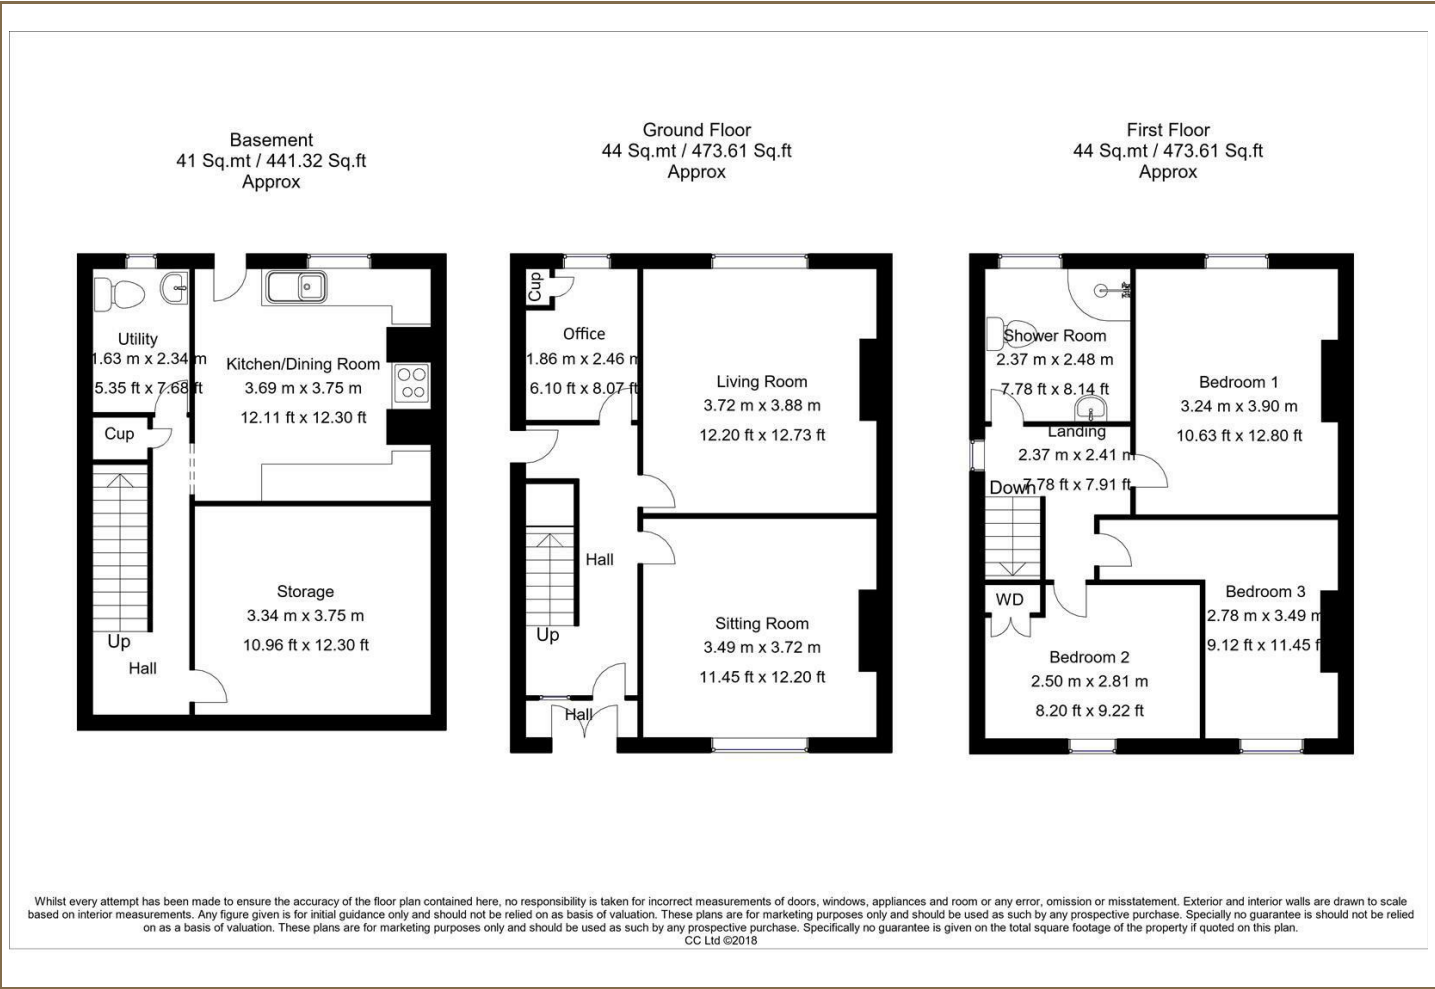 Basement
41 Sq.mt / 441.32 Sq.ft
Approx
Utility
1.63 m x 2.34 m
5.35 ft x 7.68 ft
Kitchen/Dining Room
3.69 m x 3.75 m
12.11 ft x 12.30 ft
Cup
Storage
3.34 m x 3.75 m
10.96 ft x 12.30 ft
Up
Hall
Ground Floor
44 Sq.mt / 473.61 Sq.ft
Approx
Cup
Office
1.86 m x 2.46 m
6.10 ft x 8.07 ft
Living Room
3.72 m x 3.88 m
12.20 ft x 12.73 ft
Hall
Up
Sitting Room
3.49 m x 3.72 m
11.45 ft x 12.20 ft
Hall
First Floor
44 Sq.mt / 473.61 Sq.ft
Approx
Shower Room
2.37 m x 2.48 m
7.78 ft x 8.14 ft
Bedroom 1
3.24 m x 3.90 m
10.63 ft x 12.80 ft
Landing
2.37 m x 2.41 m
7.78 ft x 7.91 ft
Down
WD
Bedroom 3
2.78 m x 3.49 m
9.12 ft x 11.45 f
Bedroom 2
2.50 m x 2.81 m
8.20 ft x 9.22 ft
Whilst every attempt has been made to ensure the accuracy of the floor plan contained here, no responsibility is taken for incorrect measurements of doors, windows, appliances and room or any error, omission or misstatement. Exterior and interior walls are drawn to scale
based on interior measurements. Any figure given is for initial guidance only and should not be relied on as basis of valuation. These plans are for marketing purposes only and should be used as such by any prospective purchase. Specially no guarantee is should not be relied
on as a basis of valuation. These plans are for marketing purposes only and should be used as such by any prospective purchase. Specifically no guarantee is given on the total square footage of the property if quoted on this plan.
CC Ltd ©2018